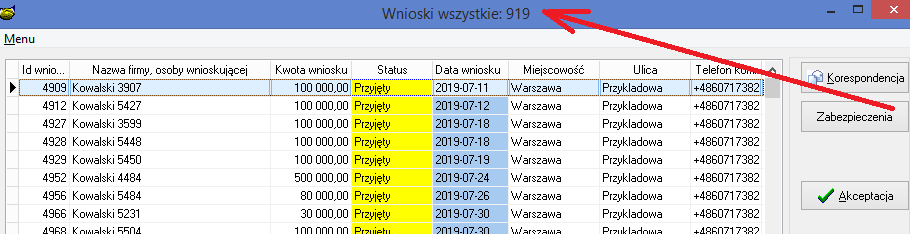 Wnioski wszystkie: 919
Menu
Id wnio... Nazwa firmy, osoby wnioskującej Kwota wniosku Status Data wniosku Miejscowość Ulica Telefon kom
4909 Kowalski 3907 100 000,00 Przyjęty 2019-07-11 Warszawa Przykladowa +4860717382
4912 Kowalski 5427 100 000,00 Przyjęty 2019-07-12 Warszawa Przykladowa +4860717382
4927 Kowalski 3599 100 000,00 Przyjęty 2019-07-18 Warszawa Przykladowa +4860717382
4928 Kowalski 5448 100 000,00 Przyjęty 2019-07-18 Warszawa Przykladowa +4860717382
4929 Kowalski 5450 100 000,00 Przyjęty 2019-07-19 Warszawa Przykladowa +4860717382
4952 Kowalski 4484 500 000,00 Przyjęty 2019-07-24 Warszawa Przykladowa +4860717382
4956 Kowalski 5484 80 000,00 Przyjęty 2019-07-26 Warszawa Przykladowa +4860717382
4966 Kowalski 5231 30 000,00 Przyjęty 2019-07-30 Warszawa Przykladowa +4860717382
4968 Kowalski 5504 100 000,00 Przyjęty 2019-07-30 Warszawa Przykladowa +4860717382
Korespondencja
Zabezpieczenia
Akceptacja